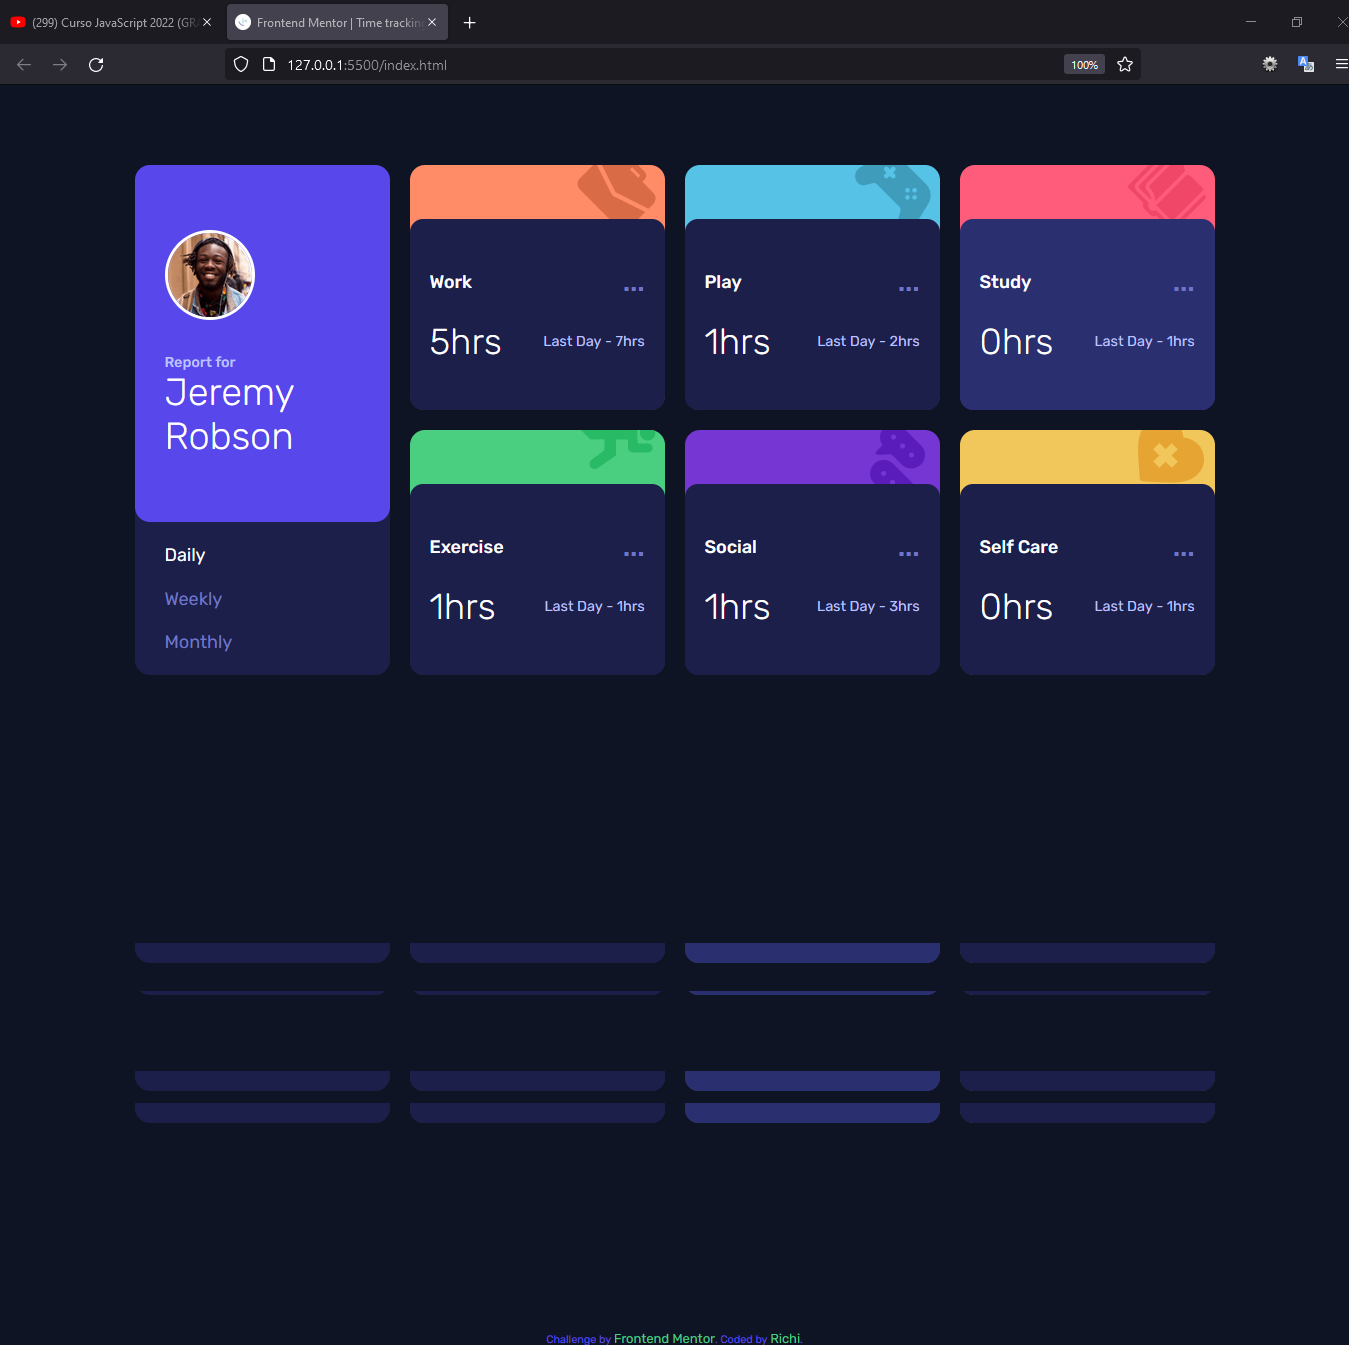 (299) Curso JavaScript 2022 (GRA
Frontend Mentor | Time tracking
127.0.0.1:5500/index.html
100%
Report for
Jeremy
Robson
Daily
Weekly
Monthly
Work
...
5hrs
Last Day - 7hrs
Play
...
1hrs
Last Day - 2hrs
Study
...
0hrs
Last Day - 1hrs
Exercise
...
1hrs
Last Day - 1hrs
Social
...
1hrs
Last Day - 3hrs
Self Care
...
0hrs
Last Day - 1hrs
Challenge by Frontend Mentor. Coded by Richi.